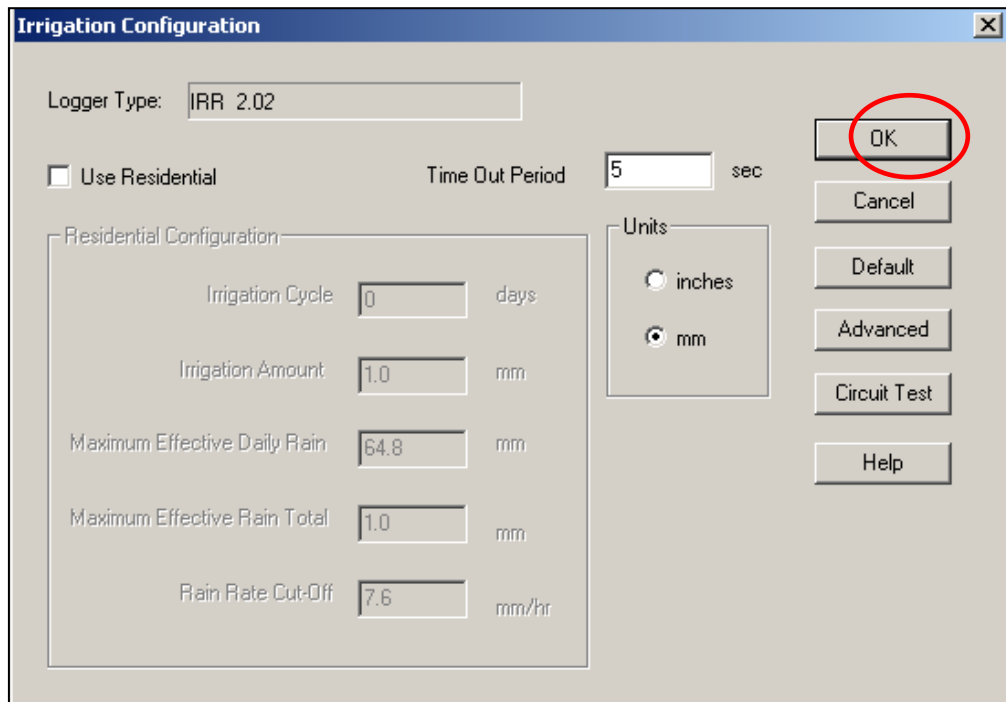 Irrigation Configuration
Logger Type: IRR 2.02
Use Residential
Time Out Period 5 sec
Residential Configuration
Irrigation Cycle 0 days
Irrigation Amount 1.0 mm
Maximum Effective Daily Rain 64.8 mm
Maximum Effective Rain Total 1.0 mm
Rain Rate Cut-Off 7.6 mm/hr
Units
inches
mm
OK
Cancel
Default
Advanced
Circuit Test
Help